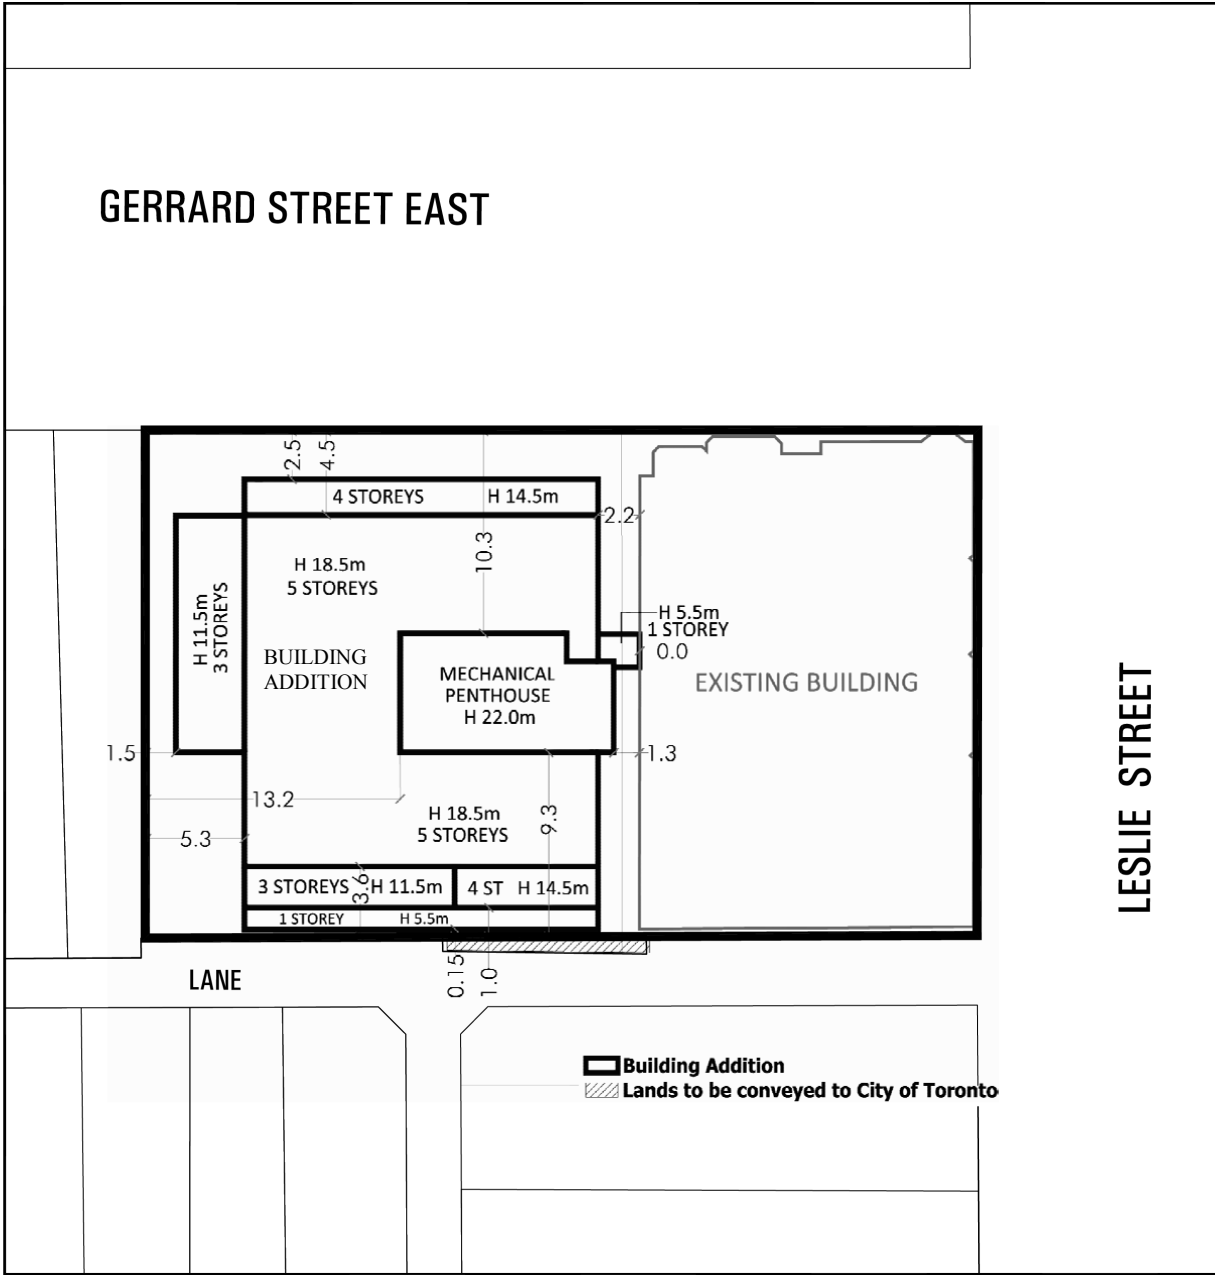 GERRARD STREET EAST
2.5
4.5
4 STOREYS
H 14.5m
2.2
10.3
H 18.5m
5 STOREYS
H 11.5m
3 STOREYS
H 5.5m
1 STOREY
0.0
BUILDING
ADDITION
MECHANICAL
PENTHOUSE
H 22.0m
EXISTING BUILDING
LESLIE STREET
1.5
1.3
13.2
H 18.5m
5 STOREYS
9.3
5.3
3 STOREYS
3.6
H 11.5m
4 ST
H 14.5m
1 STOREY
H 5.5m
0.15
1.0
LANE
Building Addition
Lands to be conveyed to City of Toronto